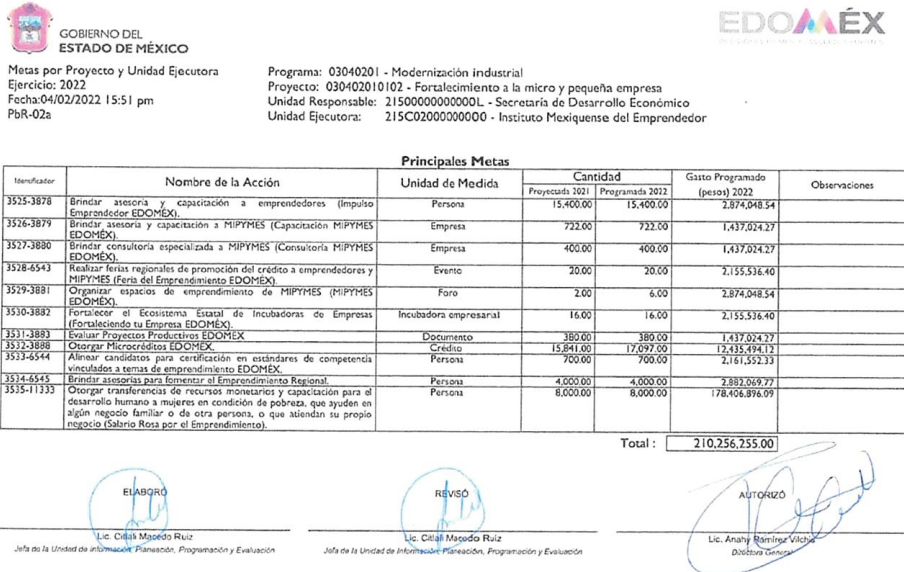 GOBIERNO DEL
ESTADO DE MÉXICO
EDOMÉX
Metas por Proyecto y Unidad Ejecutora
Ejercicio: 2022
Fecha:04/02/2022 15:51 pm
PbR-02a
Programa: 03040201 - Modernización industrial
Proyecto: 030402010102 - Fortalecimiento a la micro y pequeña empresa
Unidad Responsable: 21500000000000L - Secretaría de Desarrollo Económico
Unidad Ejecutora: 215C0200000000 - Instituto Mexiquense del Emprendedor
Principales Metas
Identificador Nombre de la Acción Unidad de Medida Cantidad Gasto Programado Observaciones
Proyectada 2021 Programada 2022 (pesos) 2022
3525-3878 Brindar asesoría y capacitación a emprendedores (Impulso Persona 15,400.00 15,400.00 2,874,048.54
Emprendedor EDOMÉX).
3526-3879 Brindar asesoría y capacitación a MIPYMES (Capacitación MIPYMES Empresa 722.00 722.00 1,437,024.27
EDOMÉX).
3527-3880 Brindar consultoría especializada a MIPYMES (Consultoría MIPYMES Empresa 400.00 400.00 1,437,024.27
EDOMÉX).
3528-6543 Realizar ferias regionales de promoción del crédito a emprendedores y Evento 20.00 20.00 2,155,536.40
MIPYMES (Feria del Emprendimiento EDOMÉX).
3529-3881 Organizar espacios de emprendimiento de MIPYMES (MIPYMES Foro 2.00 6.00 2,874,048.54
EDOMÉX).
3530-3882 Fortalecer el Ecosistema Estatal de Incubadoras de Empresas Incubadora empresarial 16.00 16.00 2,155,536.40
(Fortaleciendo tu Empresa EDOMÉX).
3531-3883 Evaluar Proyectos Productivos EDOMÉX Documento 380.00 380.00 1,437,024.27
3532-3888 Otorgar Microcréditos EDOMÉX. Crédito 15,841.00 17,097.00 12,435,494.12
3533-6544 Alinear candidatos para certificación en estándares de competencia Persona 700.00 700.00 2,161,552.33
vinculados a temas de emprendimiento EDOMÉX.
3534-6545 Brindar asesorías para fomentar el Emprendimiento Regional. Persona 4,000.00 4,000.00 2,882,069.77
3535-11333 Otorgar transferencias de recursos monetarios y capacitación para el Persona 8,000.00 8,000.00 178,406,896.09
desarrollo humano a mujeres en condición de pobreza, que ayuden en
algún negocio familiar o de otra persona, o que atiendan su propio
negocio (Salario Rosa por el Emprendimiento).
Total : 210,256,255.00
ELABORÓ REVISÓ AUTORIZÓ
Lic. Citlali Macedo Ruiz Lic. Citlali Macedo Ruiz Lic. Anahy Ramírez Vilchis
Jefa de la Unidad de Información, Planeación, Programación y Evaluación Jefa de la Unidad de Información, Planeación, Programación y Evaluación Directora General